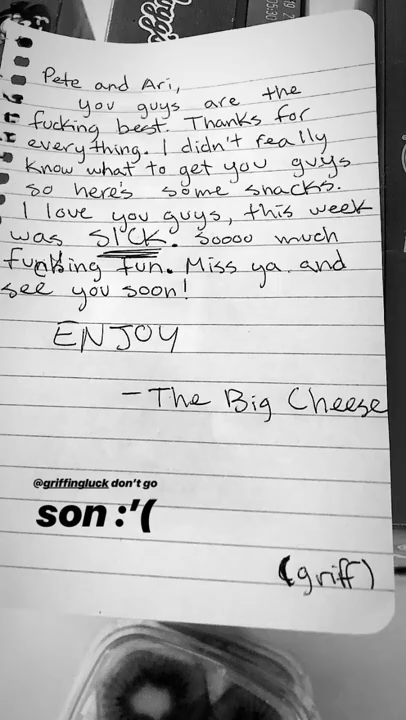 Pete and Ari,
you guys are the
fucking best. Thanks for
everything. I didn't really
know what to get you guys
so here's some snacks.
I love you guys, this week
was SICK. soooo much
fucking fun. Miss ya and
see you soon!
ENJOY
- The Big Cheese
@griffingluck don't go
son :'(
(griff)